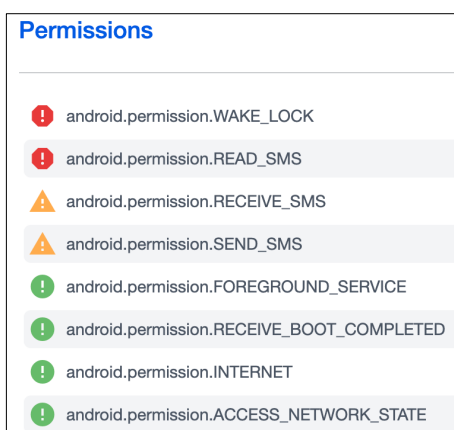 Permissions
android.permission.WAKE_LOCK
android.permission.READ_SMS
android.permission.RECEIVE_SMS
android.permission.SEND_SMS
android.permission.FOREGROUND_SERVICE
android.permission.RECEIVE_BOOT_COMPLETED
android.permission.INTERNET
android.permission.ACCESS_NETWORK_STATE